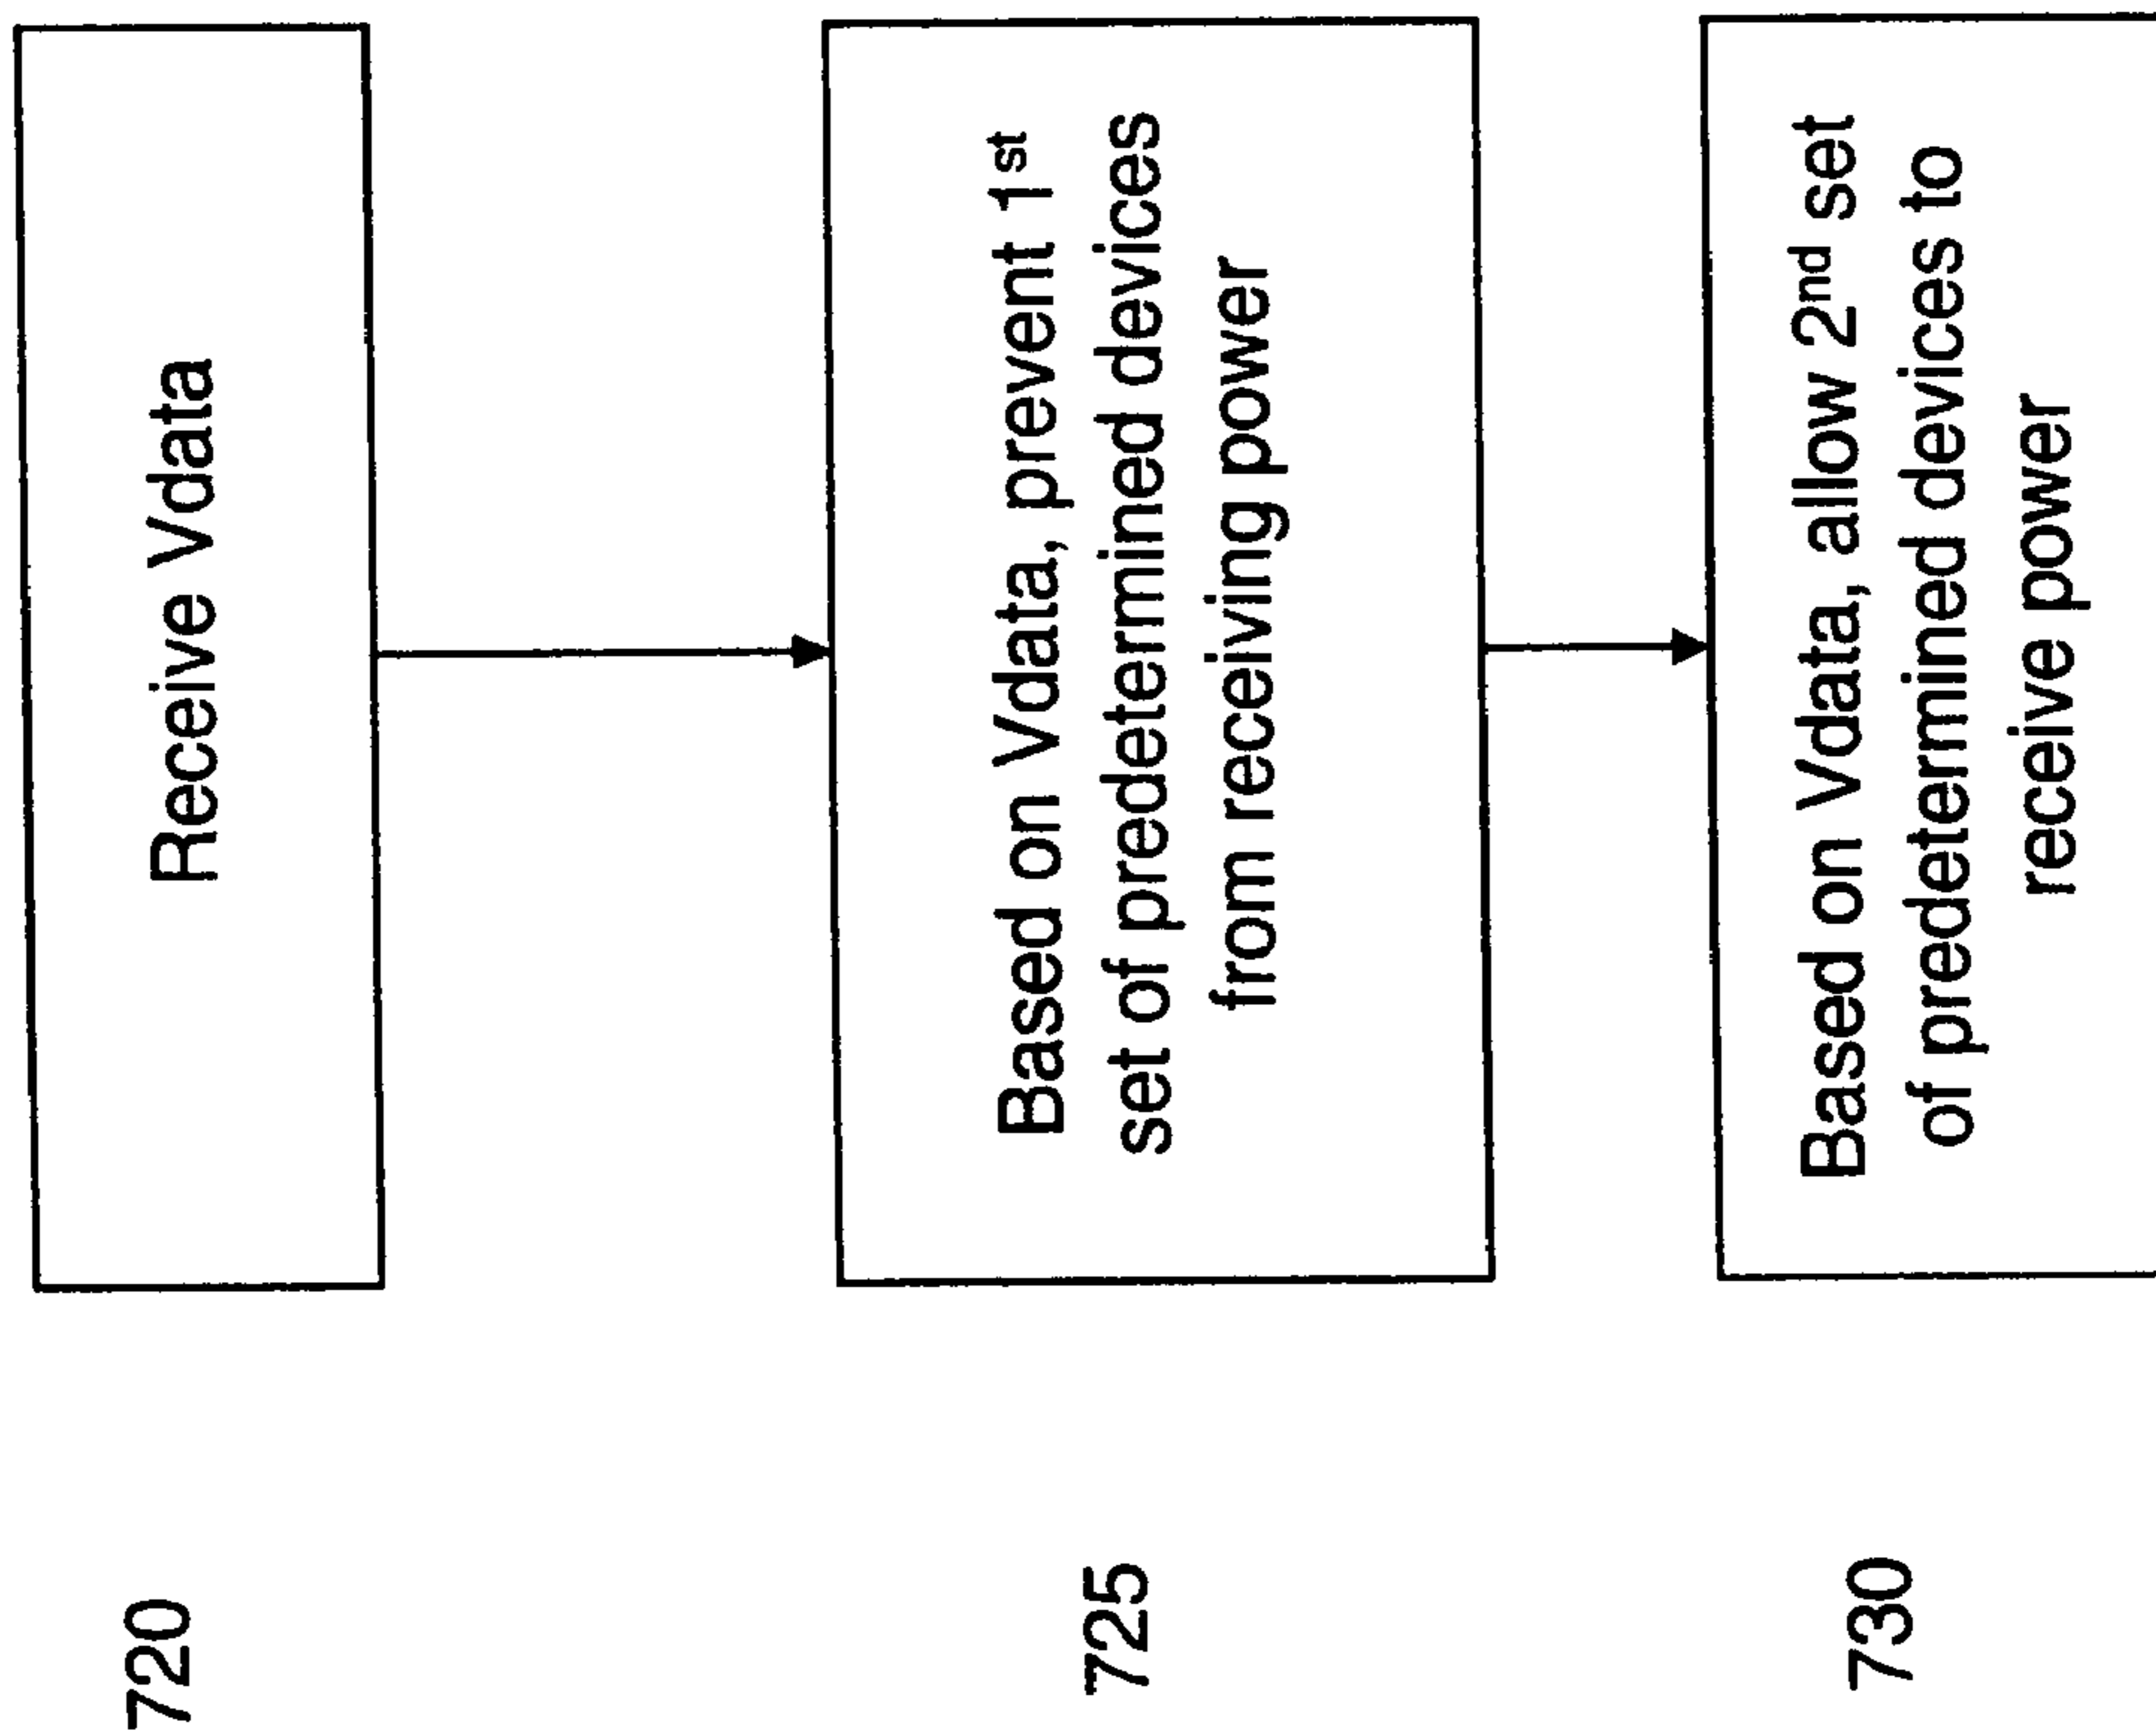 720
Receive Vdata
725
Based on Vdata, prevent 1st
set of predetermined devices
from receiving power
730
Based on Vdata, allow 2nd set
of predetermined devices to
receive power